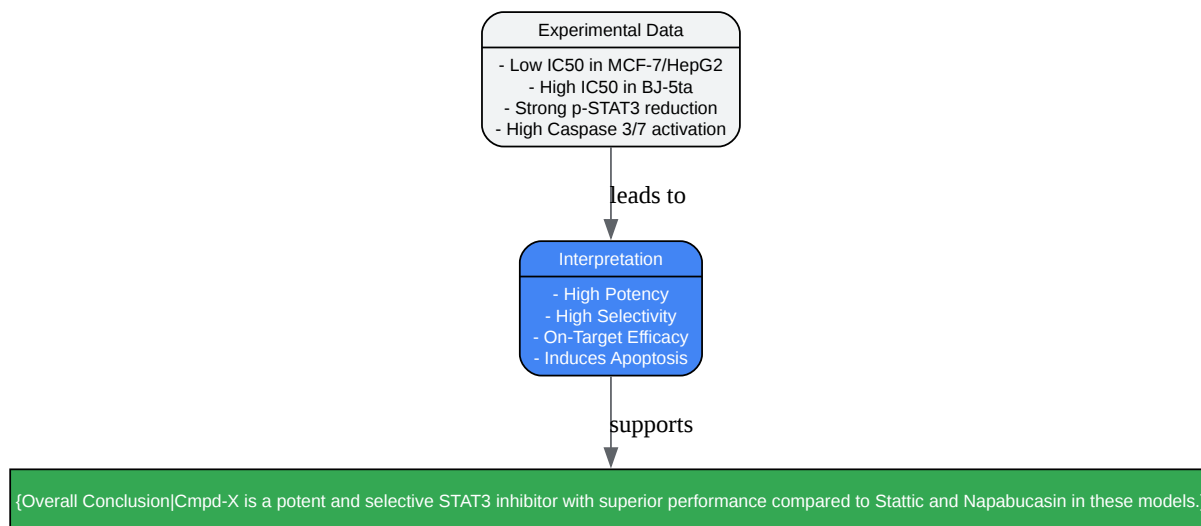 Experimental Data
- Low IC50 in MCF-7/HepG2
- High IC50 in BJ-5ta
- Strong p-STAT3 reduction
- High Caspase 3/7 activation
leads to
Interpretation
- High Potency
- High Selectivity
- On-Target Efficacy
- Induces Apoptosis
supports
{Overall Conclusion|Cmpd-X is a potent and selective STAT3 inhibitor with superior performance compared to Stattic and Napabucasin in these models.}